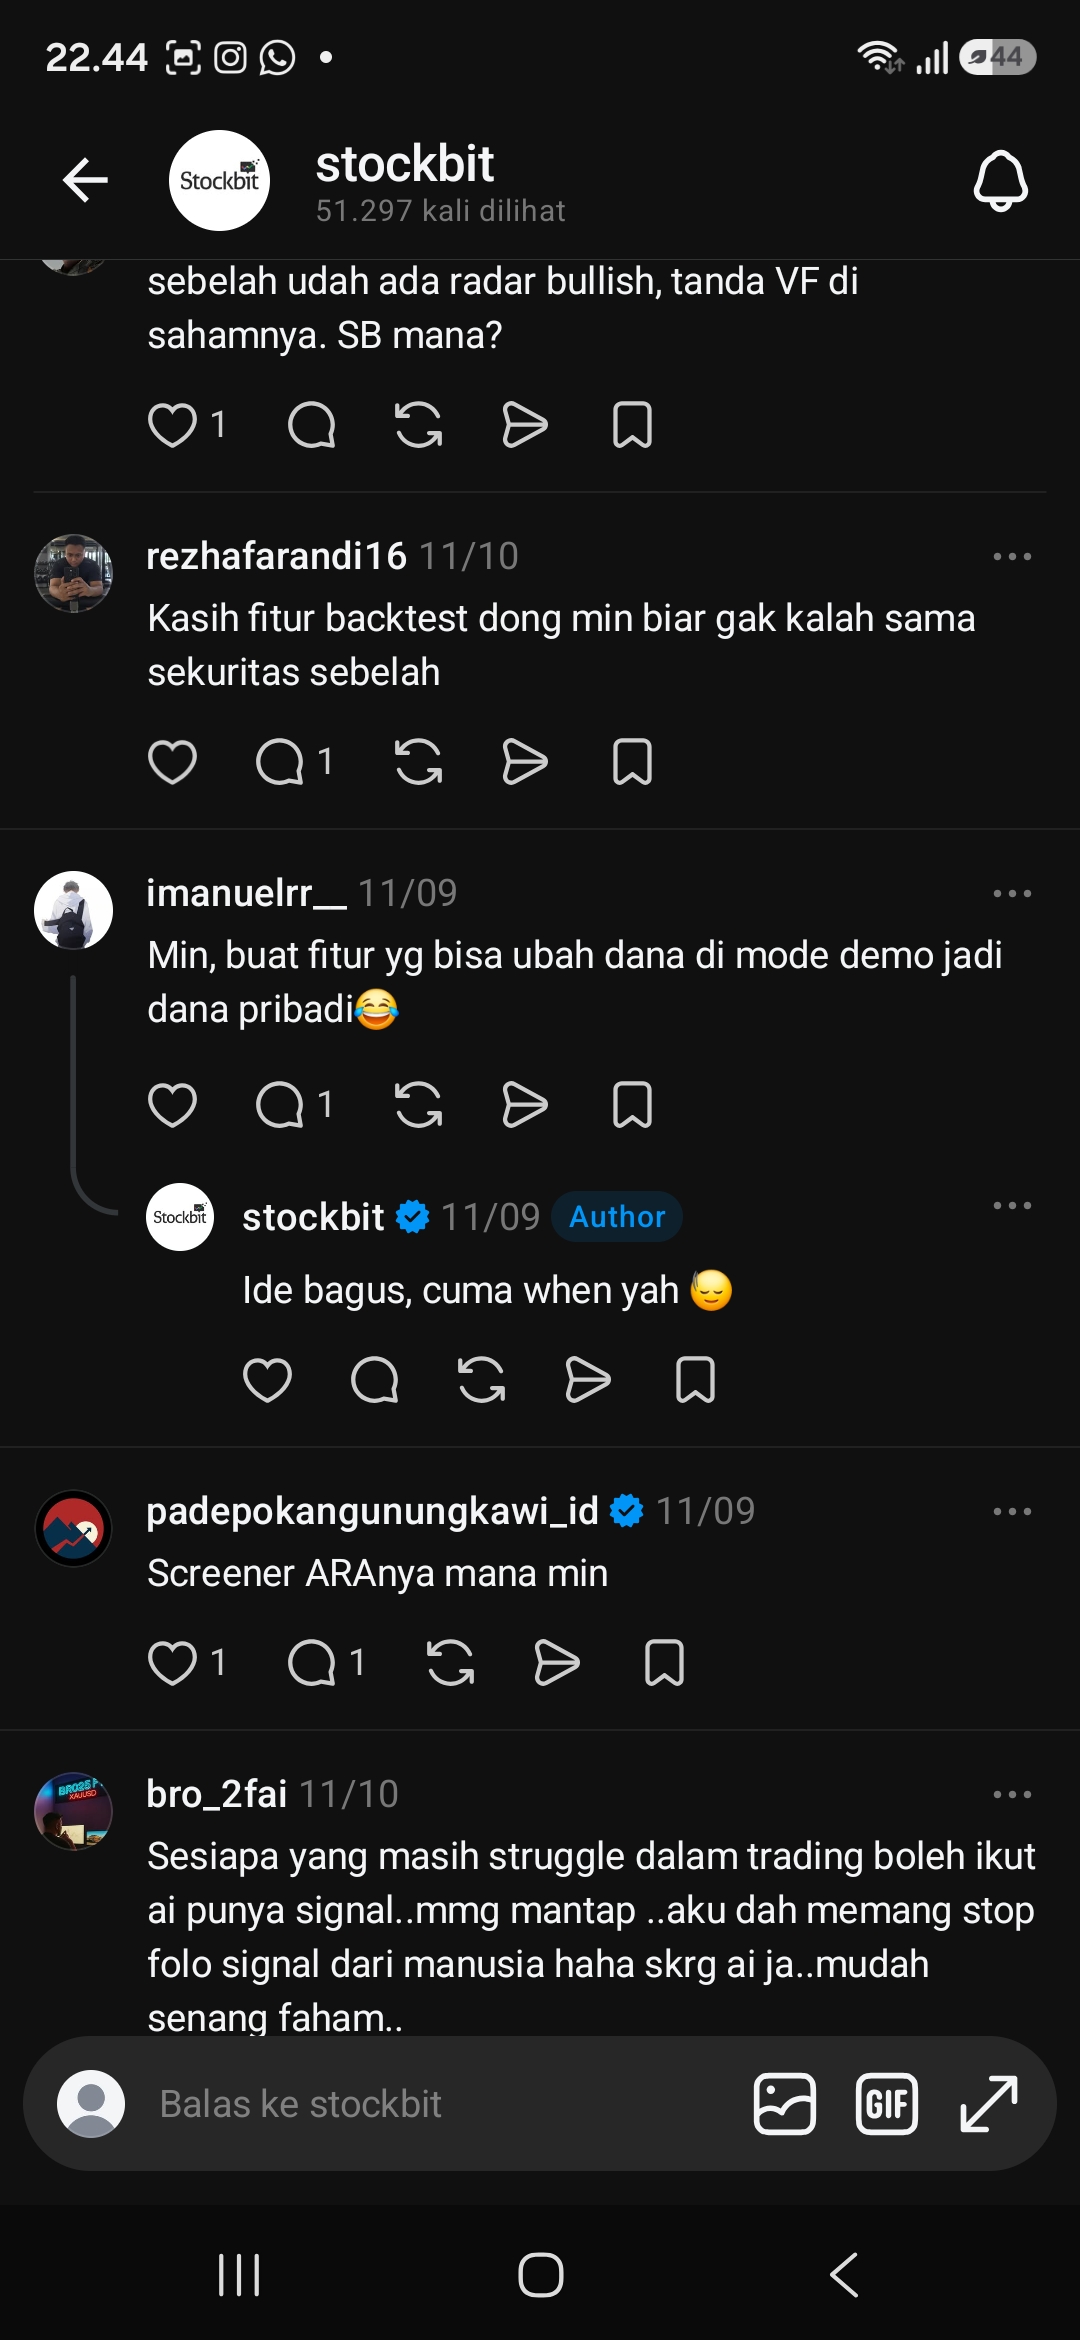 22.44
44
Stockbit
stockbit
51.297 kali dilihat
sebelah udah ada radar bullish, tanda VF di
sahamnya. SB mana?
1
rezhafarandi16 11/10
Kasih fitur backtest dong min biar gak kalah sama
sekuritas sebelah
1
imanuelrr__ 11/09
Min, buat fitur yg bisa ubah dana di mode demo jadi
dana pribadi😂
1
Stockbit
stockbit 11/09 Author
Ide bagus, cuma when yah 😓
padepokangunungkawi_id 11/09
Screener ARAnya mana min
1 1
XAUUSD
bro_2fai 11/10
Sesiapa yang masih struggle dalam trading boleh ikut
ai punya signal..mmg mantap ..aku dah memang stop
folo signal dari manusia haha skrg ai ja..mudah
senang faham..
Balas ke stockbit
GIF